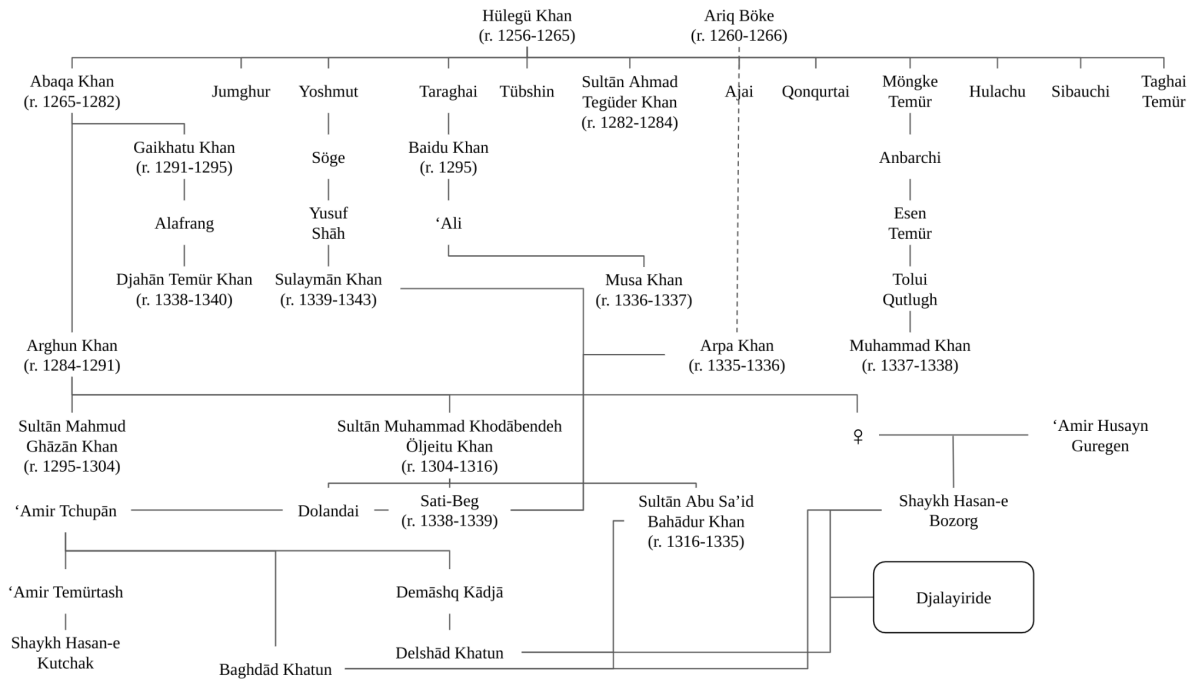 Hülegü Khan
(r. 1256-1265)
Ariq Böke
(r. 1260-1266)
Abaqa Khan
(r. 1265-1282)
Jumghur
Yoshmut
Taraghai
Tübshin
Sultān Ahmad
Tegüder Khan
(r. 1282-1284)
Ajai
Qonqurtai
Möngke
Temür
Hulachu
Sibauchi
Taghai
Temür
Gaikhatu Khan
(r. 1291-1295)
Söge
Baidu Khan
(r. 1295)
Anbarchi
Alafrang
Yusuf
Shāh
‘Ali
Esen
Temür
Djahān Temür Khan
(r. 1338-1340)
Sulaymān Khan
(r. 1339-1343)
Musa Khan
(r. 1336-1337)
Tolui
Qutlugh
Arghun Khan
(r. 1284-1291)
Arpa Khan
(r. 1335-1336)
Muhammad Khan
(r. 1337-1338)
Sultān Mahmud
Ghāzān Khan
(r. 1295-1304)
Sultān Muhammad Khodābendeh
Öljeitu Khan
(r. 1304-1316)
♀
‘Amir Husayn
Guregen
‘Amir Tchupān
Dolandai
Sati-Beg
(r. 1338-1339)
Sultān Abu Sa’id
Bahādur Khan
(r. 1316-1335)
Shaykh Hasan-e
Bozorg
‘Amir Temürtash
Demāshq Kādjā
Djalayiride
Shaykh Hasan-e
Kutchak
Baghdād Khatun
Delshād Khatun